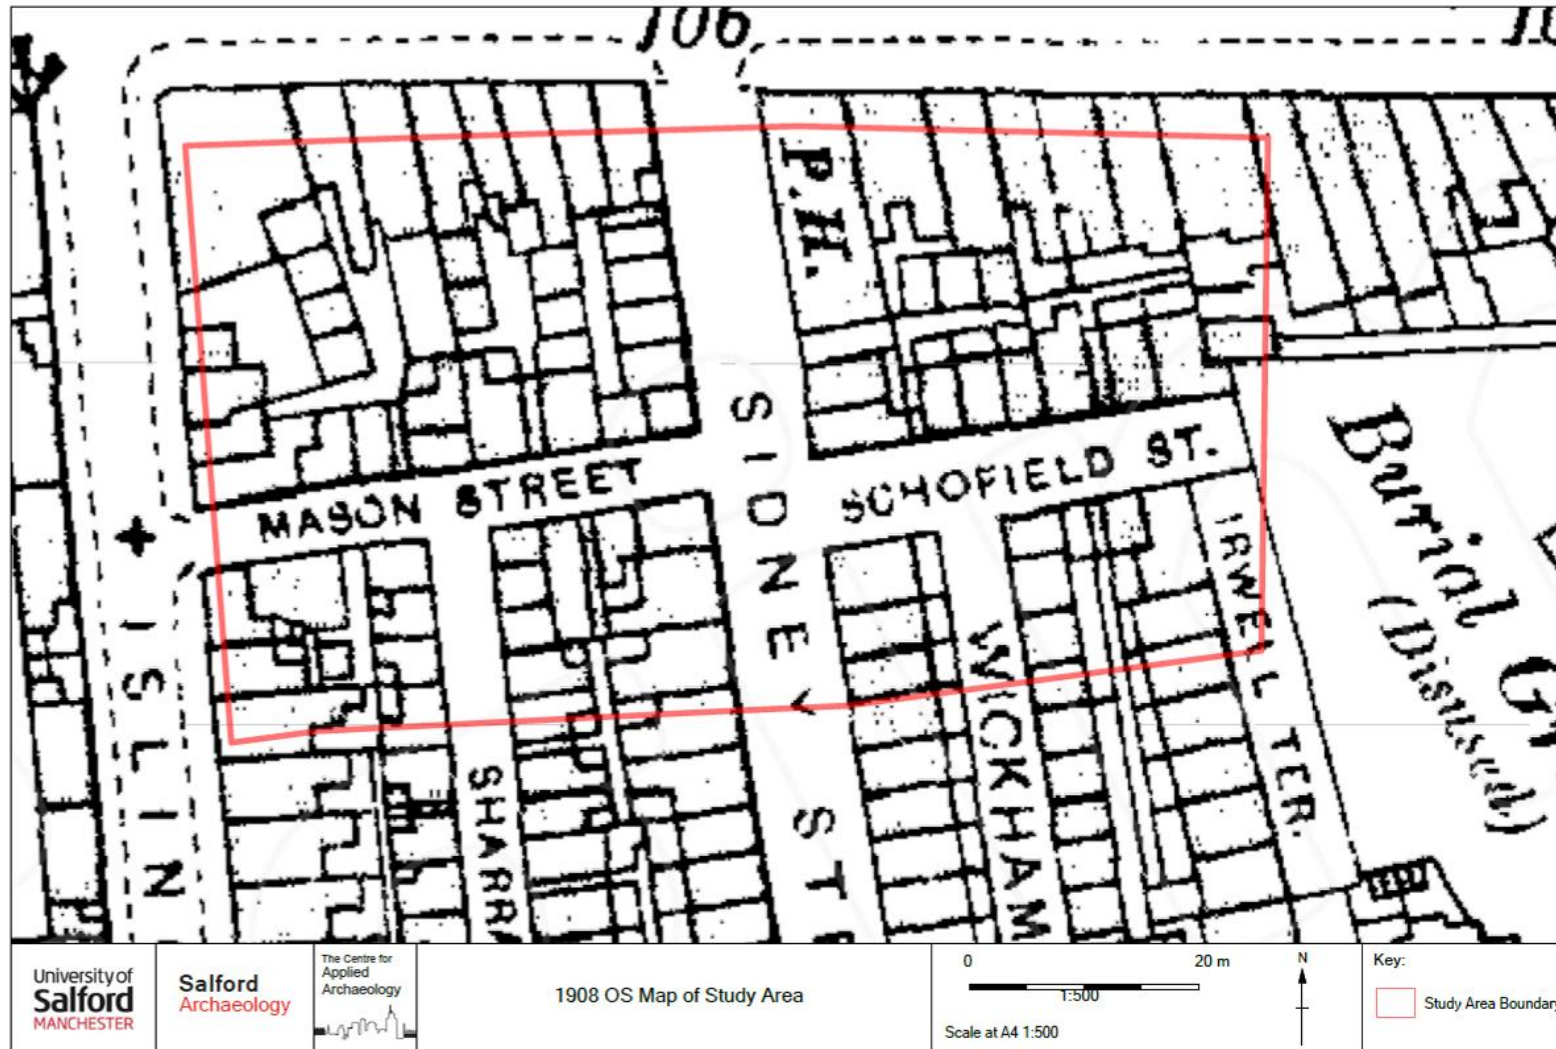 106
P.H.
MASON STREET
SIDNEY ST
SCHOFIELD ST.
IRWELL TER.
WICKHAM
SHARR
ISLIN
Burial
(Disused)
University of
Salford
MANCHESTER
Salford
Archaeology
The Centre for
Applied
Archaeology
1908 OS Map of Study Area
0 20 m
1:500
Scale at A4 1:500
N
Key:
Study Area Boundary